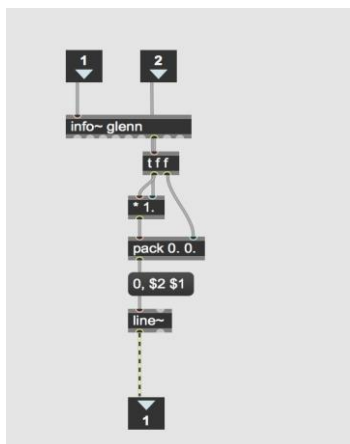 1 2
info~ glenn
t f f
* 1.
pack 0. 0.
0, $2 $1
line~
1